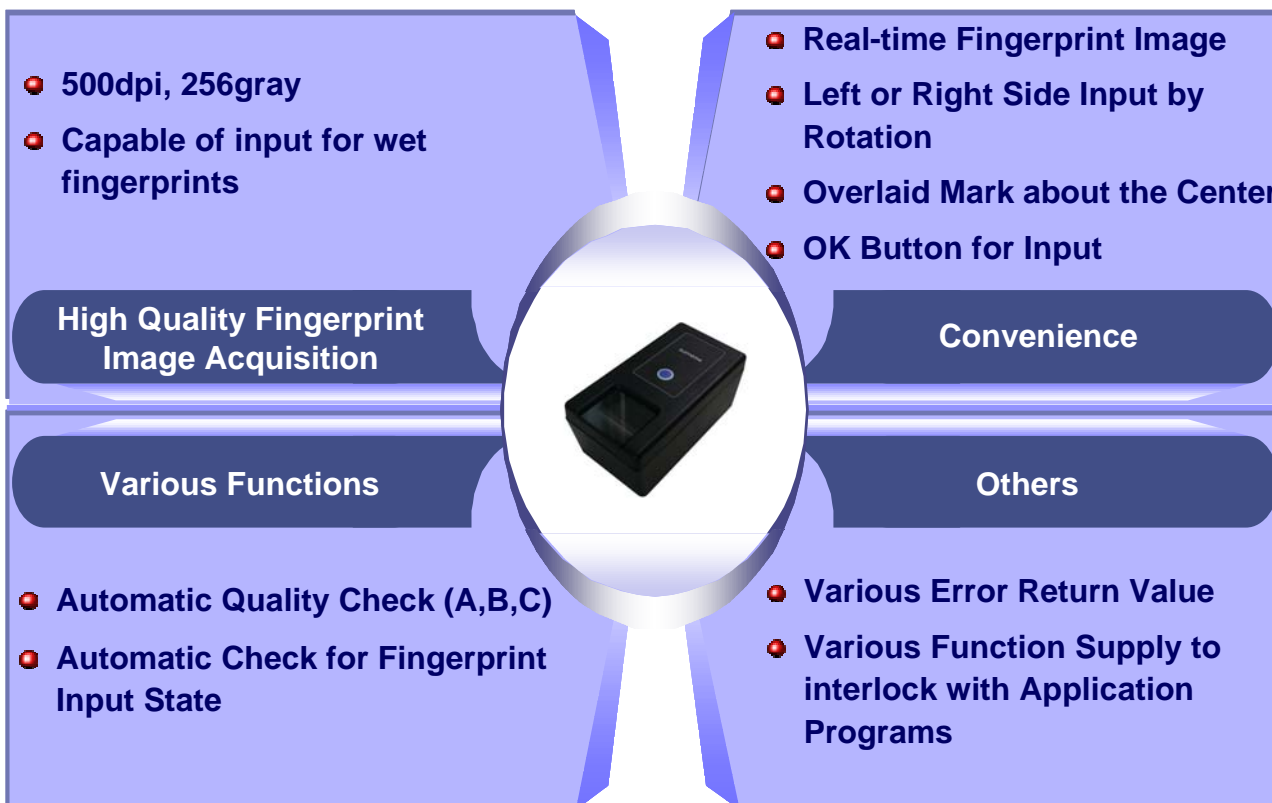 500dpi, 256gray
Capable of input for wet
fingerprints
High Quality Fingerprint
Image Acquisition
Real-time Fingerprint Image
Left or Right Side Input by
Rotation
Overlaid Mark about the Center
OK Button for Input
Convenience
Various Functions
Automatic Quality Check (A,B,C)
Automatic Check for Fingerprint
Input State
Others
Various Error Return Value
Various Function Supply to
interlock with Application
Programs